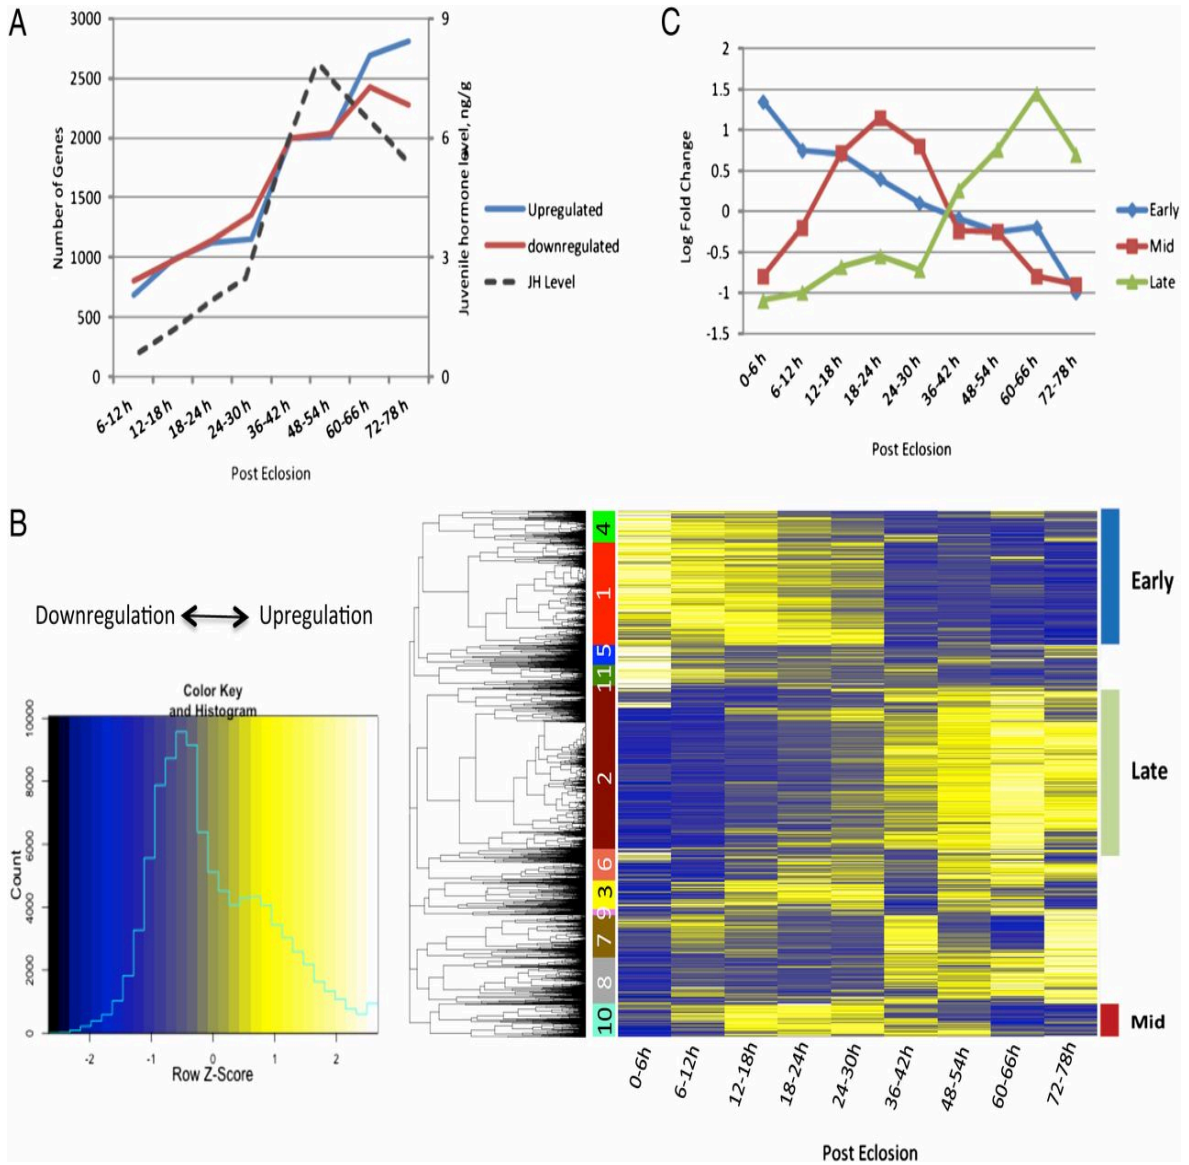 A
3000
2500
2000
1500
1000
500
0
Number of Genes
9
6
3
0
Juvenile hormone level, ng/g
Upregulated
downregulated
JH Level
6-12 h
12-18 h
18-24 h
24-30 h
36-42 h
48-54 h
60-66 h
72-78 h
Post Eclosion
C
2
1.5
1
0.5
0
-0.5
-1
-1.5
Log Fold Change
Early
Mid
Late
0-6 h
6-12 h
12-18 h
18-24 h
24-30 h
36-42 h
48-54 h
60-66 h
72-78 h
Post Eclosion
B
Downregulation
Upregulation
Color Key
and Histogram
10000
8000
6000
4000
2000
0
Count
-2
-1
0
1
2
Row Z-Score
4
1
5
11
2
6
3
9
7
8
10
Early
Late
Mid
0-6h
6-12h
12-18h
18-24h
24-30h
36-42h
48-54h
60-66h
72-78h
Post Eclosion